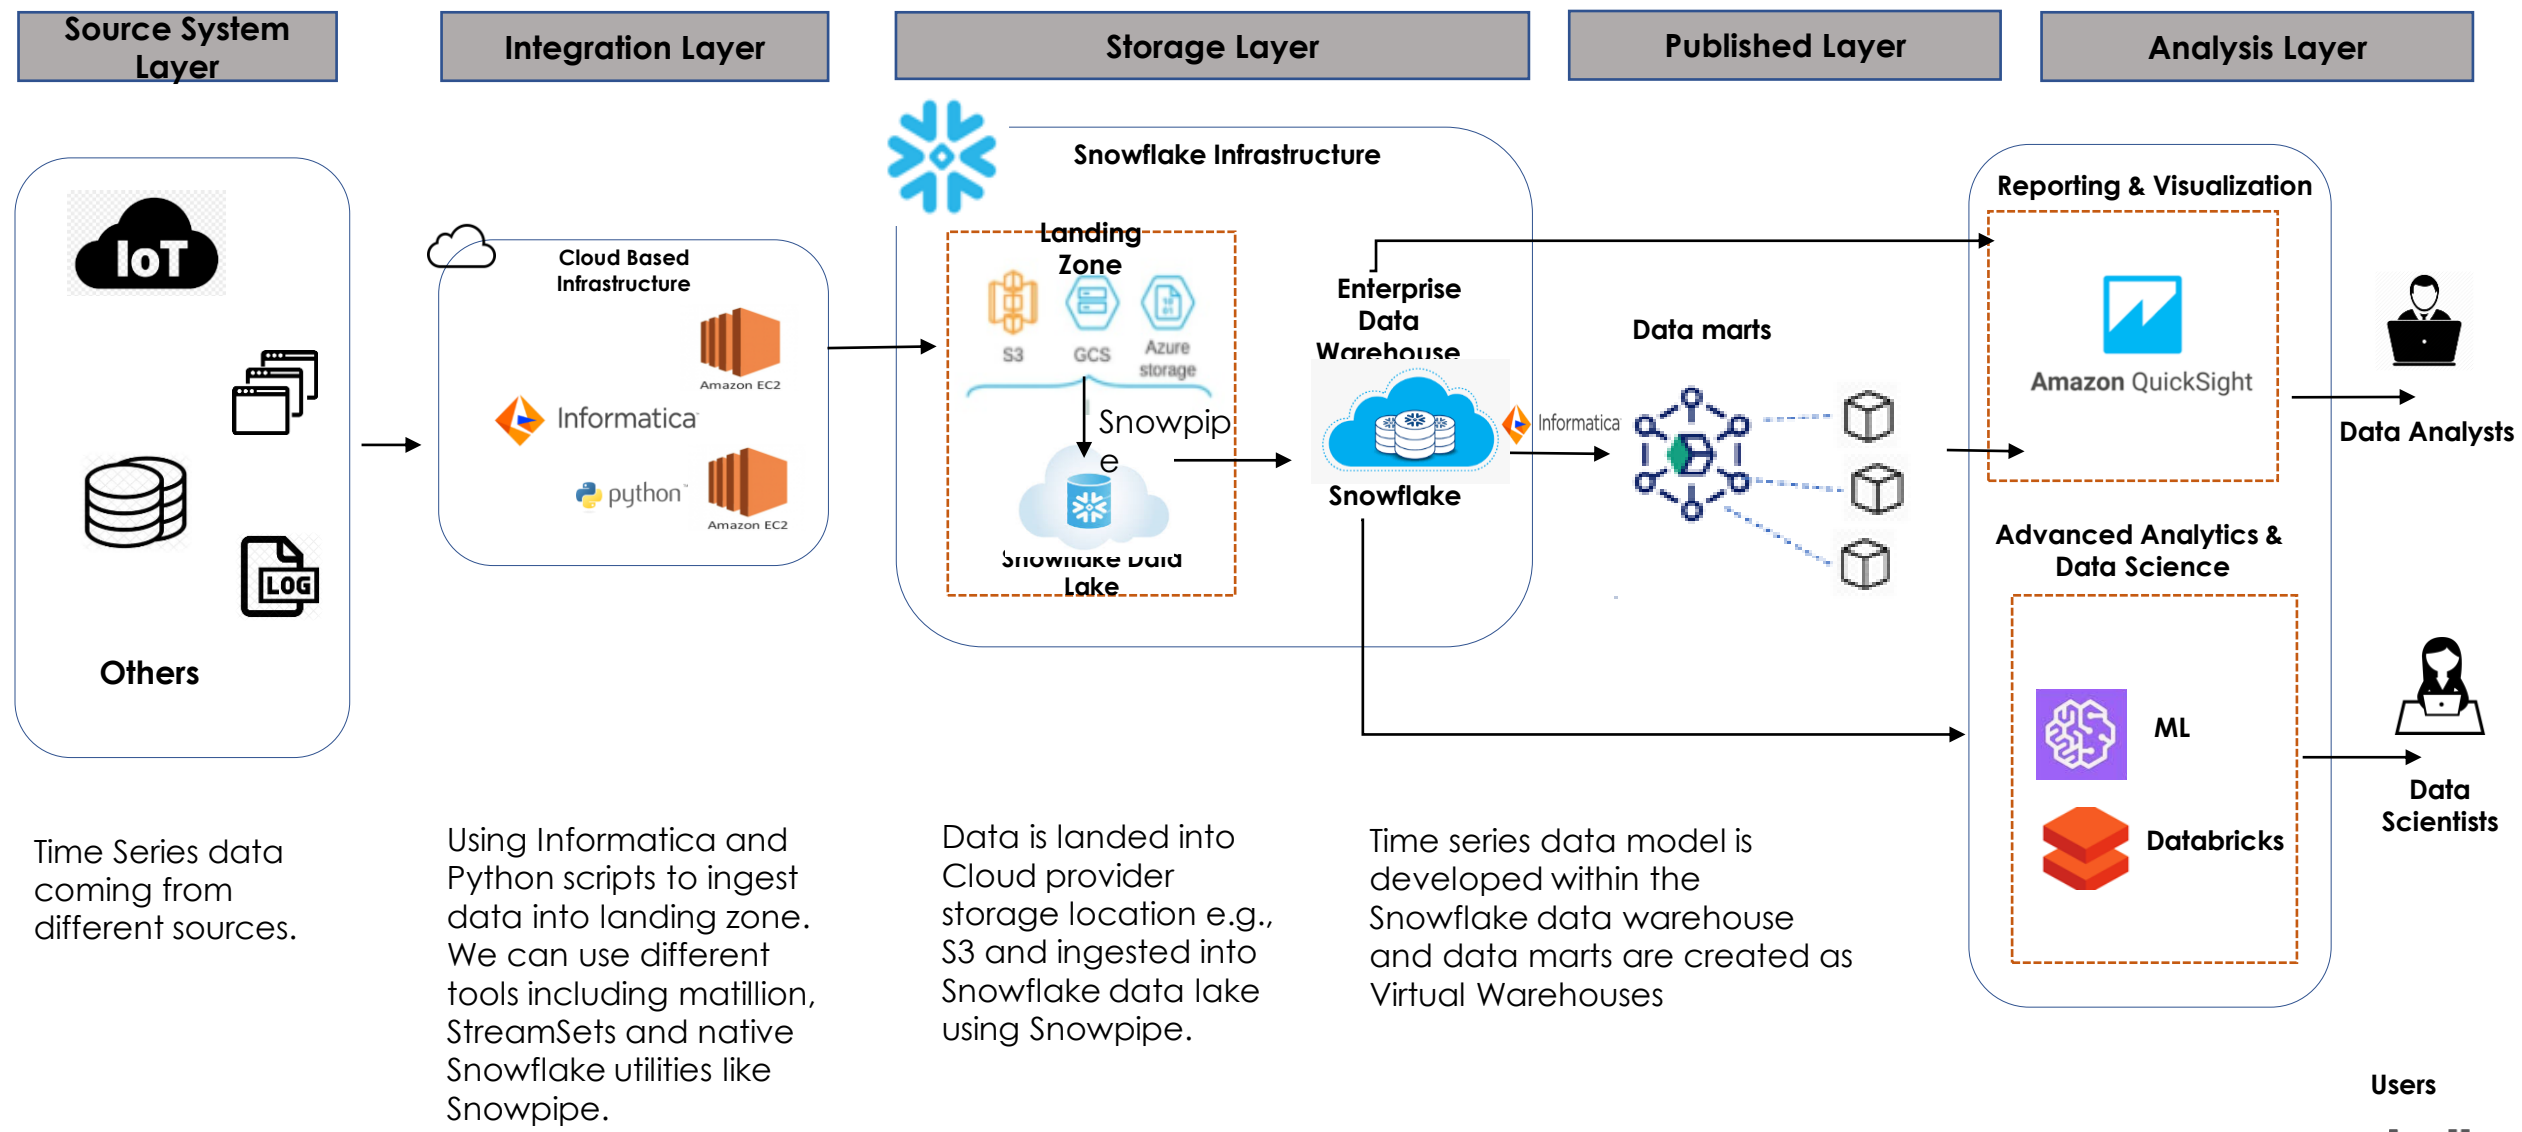 Source System
Layer
Integration Layer
Storage Layer
Published Layer
Analysis Layer
IoT
LOG
Others
Cloud Based
Infrastructure
Amazon EC2
Informatica
python
Amazon EC2
Snowflake Infrastructure
Landing
Zone
S3
GCS
Azure
storage
Snowpip
e
Snowflake Data
Lake
Enterprise
Data
Warehouse
Snowflake
Informatica
Data marts
Reporting & Visualization
Amazon QuickSight
Advanced Analytics &
Data Science
ML
Databricks
Data Analysts
Data
Scientists
Time Series data
coming from
different sources.
Using Informatica and
Python scripts to ingest
data into landing zone.
We can use different
tools including matillion,
StreamSets and native
Snowflake utilities like
Snowpipe.
Data is landed into
Cloud provider
storage location e.g.,
S3 and ingested into
Snowflake data lake
using Snowpipe.
Time series data model is
developed within the
Snowflake data warehouse
and data marts are created as
Virtual Warehouses
Users